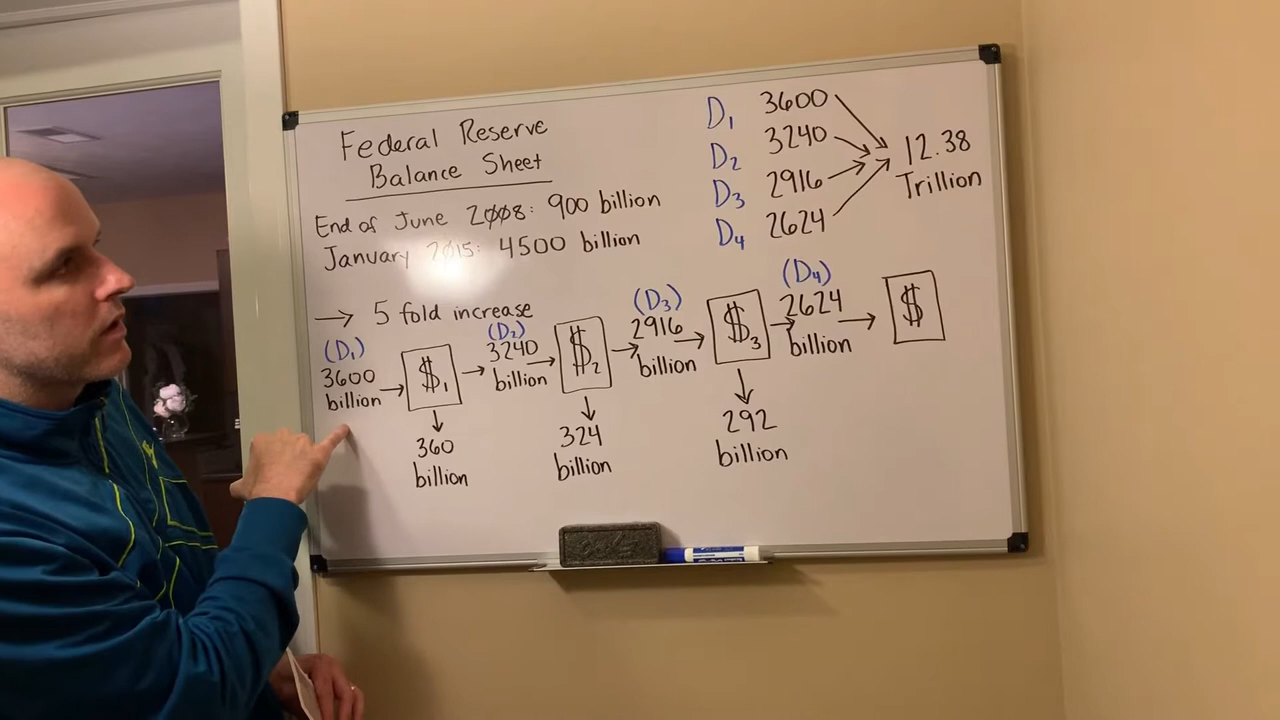 Federal Reserve
Balance Sheet
End of June 2008: 900 billion
January 2015: 4500 billion
→ 5 fold increase
D1 3600
D2 3240
D3 2916
D4 2624
12.38
Trillion
(D1)
3600
billion
$1
360
billion
(D2)
3240
billion
$2
324
billion
(D3)
2916
billion
$3
292
billion
(D4)
2624
billion
$